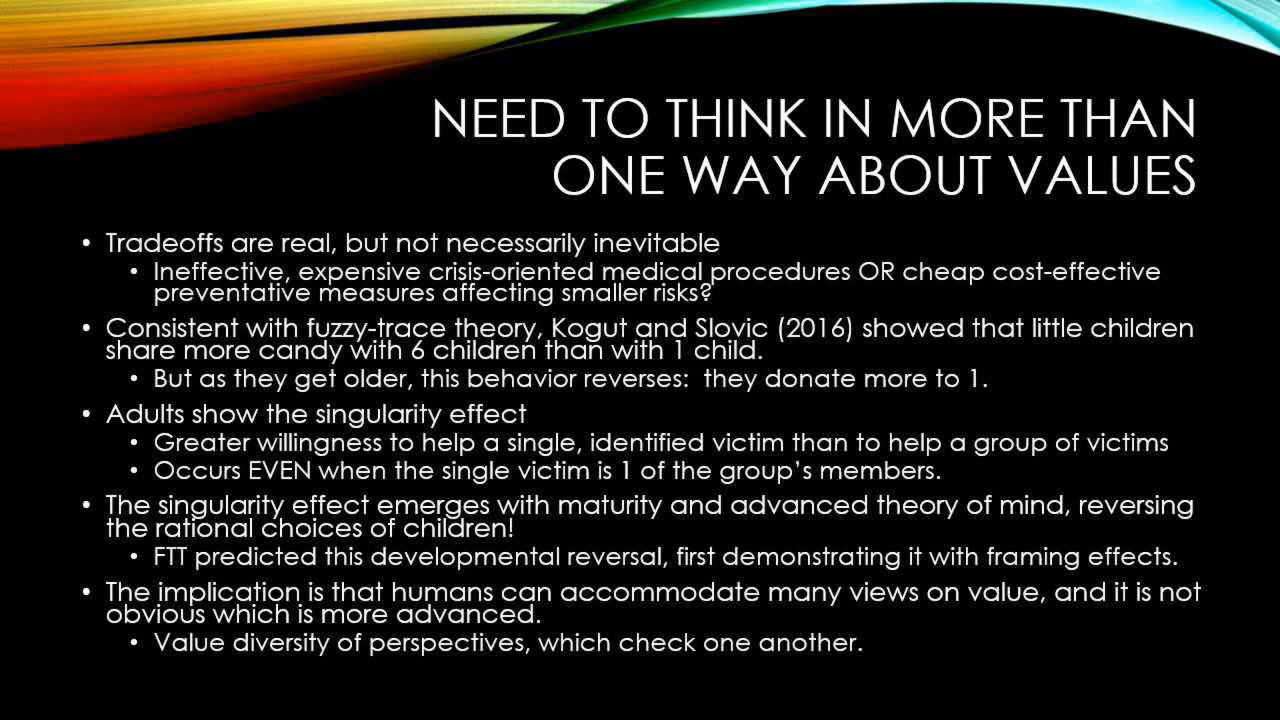 NEED TO THINK IN MORE THAN
ONE WAY ABOUT VALUES
• Tradeoffs are real, but not necessarily inevitable
• Ineffective, expensive crisis-oriented medical procedures OR cheap cost-effective
preventative measures affecting smaller risks?
• Consistent with fuzzy-trace theory, Kogut and Slovic (2016) showed that little children
share more candy with 6 children than with 1 child.
• But as they get older, this behavior reverses: they donate more to 1.
• Adults show the singularity effect
• Greater willingness to help a single, identified victim than to help a group of victims
• Occurs EVEN when the single victim is 1 of the group's members.
• The singularity effect emerges with maturity and advanced theory of mind, reversing
the rational choices of children!
• FTT predicted this developmental reversal, first demonstrating it with framing effects.
• The implication is that humans can accommodate many views on value, and it is not
obvious which is more advanced.
• Value diversity of perspectives, which check one another.